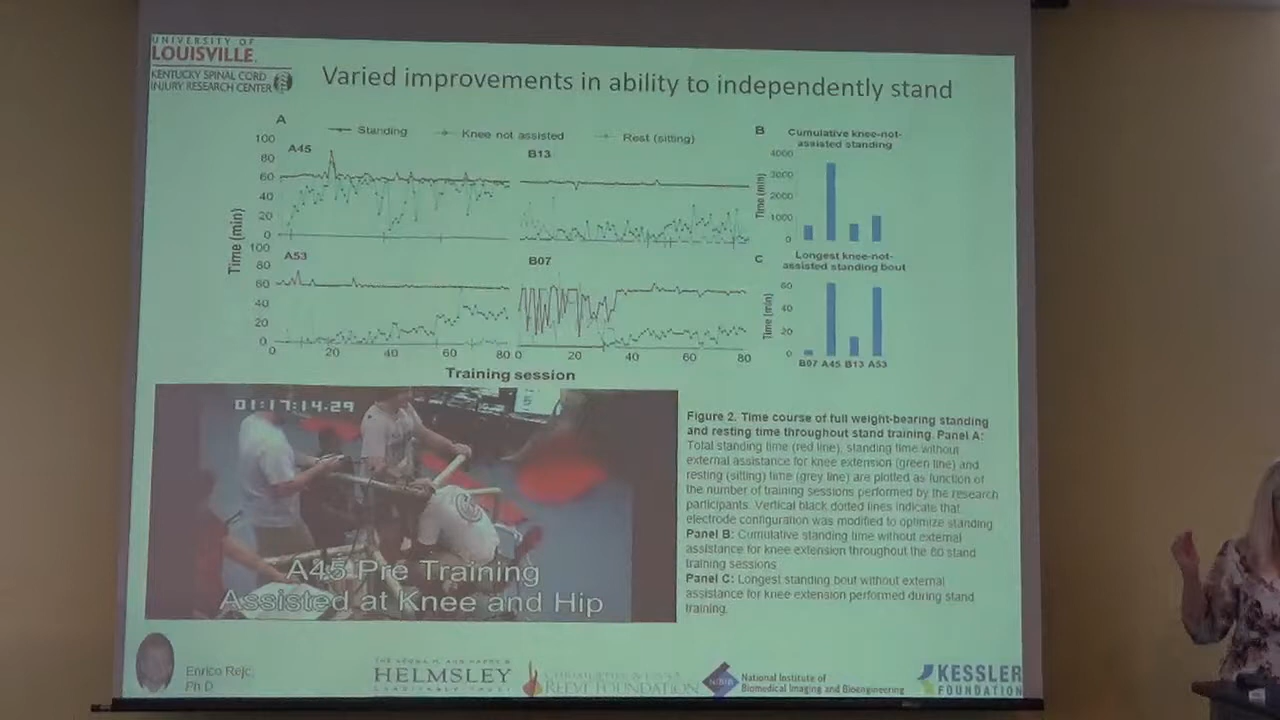 UNIVERSITY OF
LOUISVILLE.
KENTUCKY SPINAL CORD
INJURY RESEARCH CENTER
Varied improvements in ability to independently stand
A
Standing
Knee not assisted
Rest (sitting)
100
80
60
40
20
0
A45
B13
Time (min)
100
80
60
40
20
0
A53
B07
0 20 40 60 80
0 20 40 60 80
Training session
B
Cumulative knee-not-
assisted standing
4000
3000
2000
1000
0
Time (min)
C
Longest knee-not-
assisted standing bout
60
40
20
0
Time (min)
B07 A45 B13 A53
01:17:14.29
5
A45 Pre Training
Assisted at Knee and Hip
Figure 2. Time course of full weight-bearing standing
and resting time throughout stand training. Panel A:
Total standing time (red line), standing time without
external assistance for knee extension (green line) and
resting (sitting) time (grey line) are plotted as function of
the number of training sessions performed by the research
participants. Vertical black dotted lines indicate that
electrode configuration was modified to optimize standing
Panel B: Cumulative standing time without external
assistance for knee extension throughout the 80 stand
training sessions
Panel C: Longest standing bout without external
assistance for knee extension performed during stand
training.
Enrico Rejc,
Ph D
HELMSLEY
CHARITABLE TRUST
REEVE FOUNDATION
National Institute of
Biomedical Imaging and Bioengineering
KESSLER
FOUNDATION